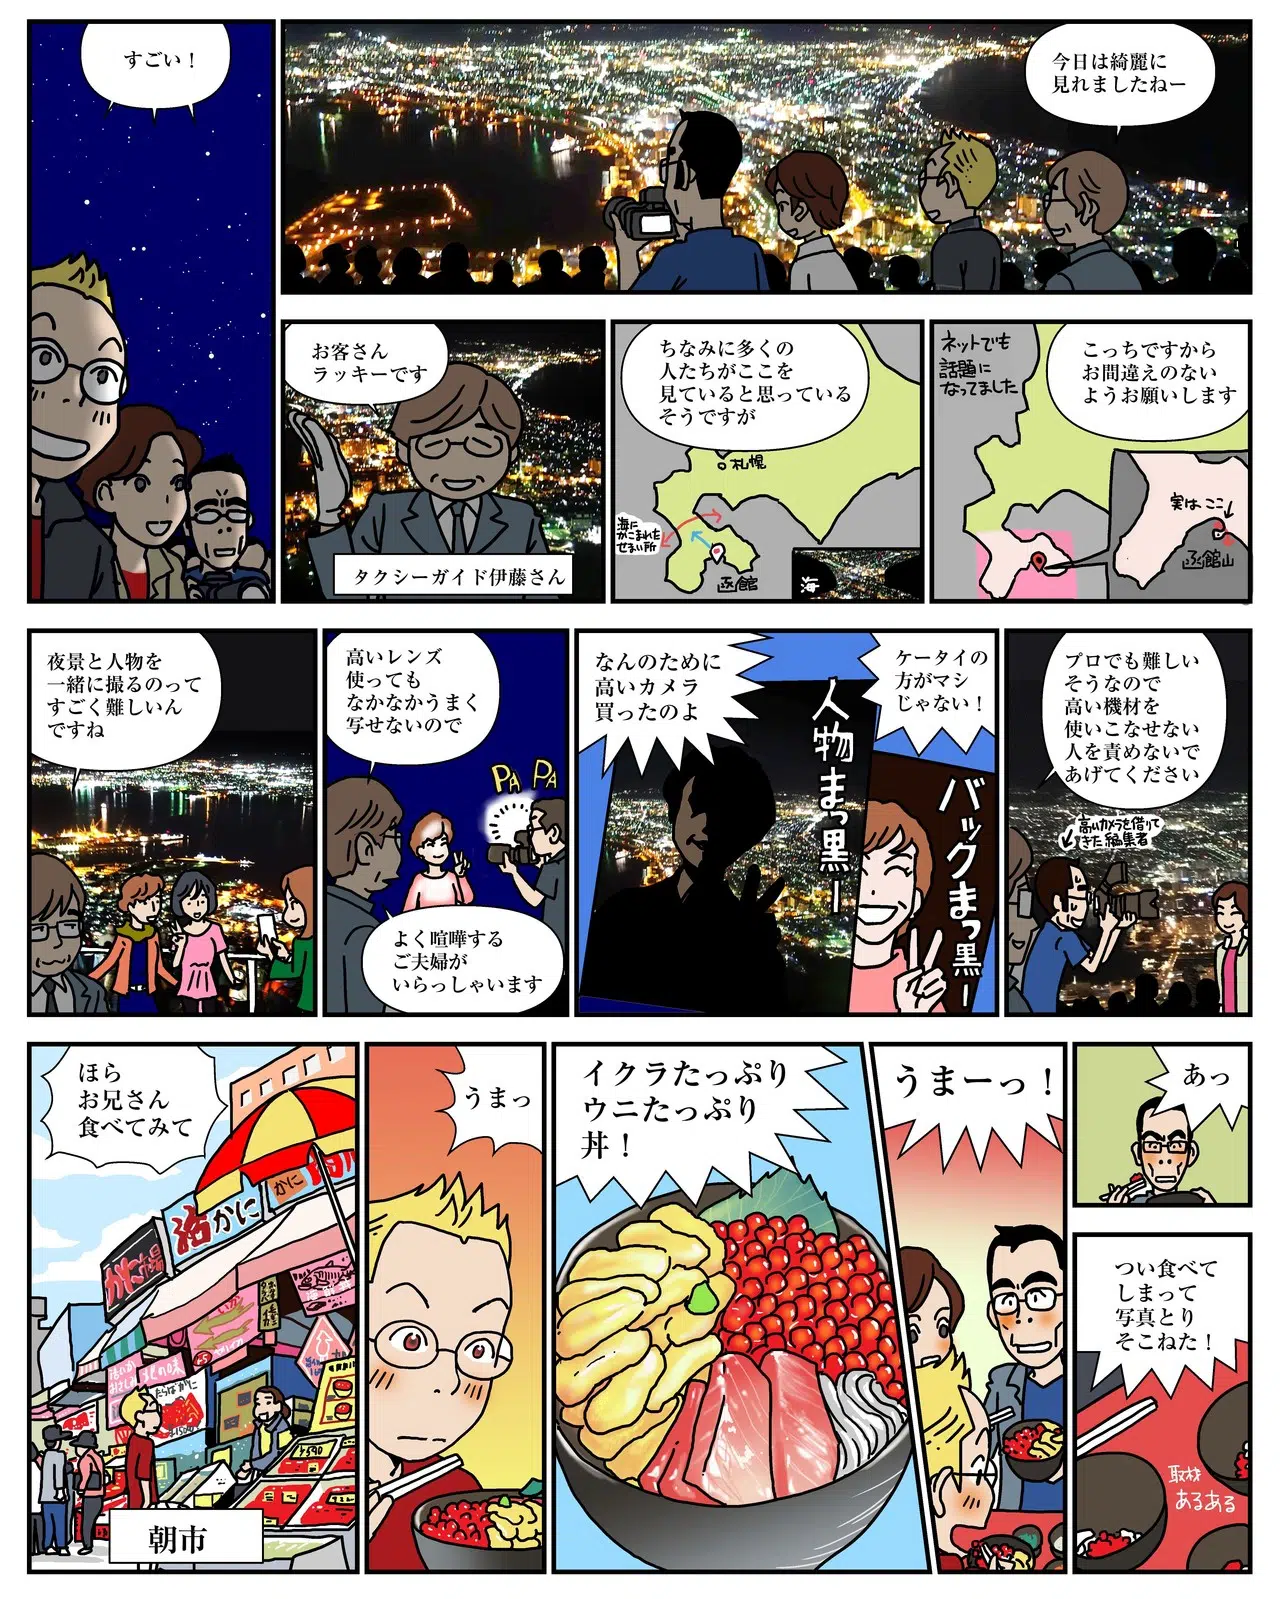 すごい！
今日は綺麗に
見れましたねー
お客さん
ラッキーです
タクシーガイド伊藤さん
ちなみに多くの
人たちがここを
見ていると思っている
そうですが
札幌
海に
かこまれた
せまい所
函館
海
ネットでも
話題に
なってました
こっちですから
お間違えのない
ようお願いします
実はここ
函館山
夜景と人物を
一緒に撮るのって
すごく難しいん
ですね
高いレンズ
使っても
なかなかうまく
写せないので
PA PA
よく喧嘩する
ご夫婦が
いらっしゃいます
なんのために
高いカメラ
買ったのよ
人物まっ黒ー
ケータイの
方がマシ
じゃない！
バックまっ黒ー
プロでも難しい
そうなので
高い機材を
使いこなせない
人を責めないで
あげてください
高いカメラを借りて
きた編集者
ほら
お兄さん
食べてみて
活かに
かに
かに市場
いか
たらばがに
¥590
朝市
うまっ
イクラたっぷり
ウニたっぷり
丼！
うまーっ！
あっ
つい食べて
しまって
写真とり
そこねた！
取材
あるある